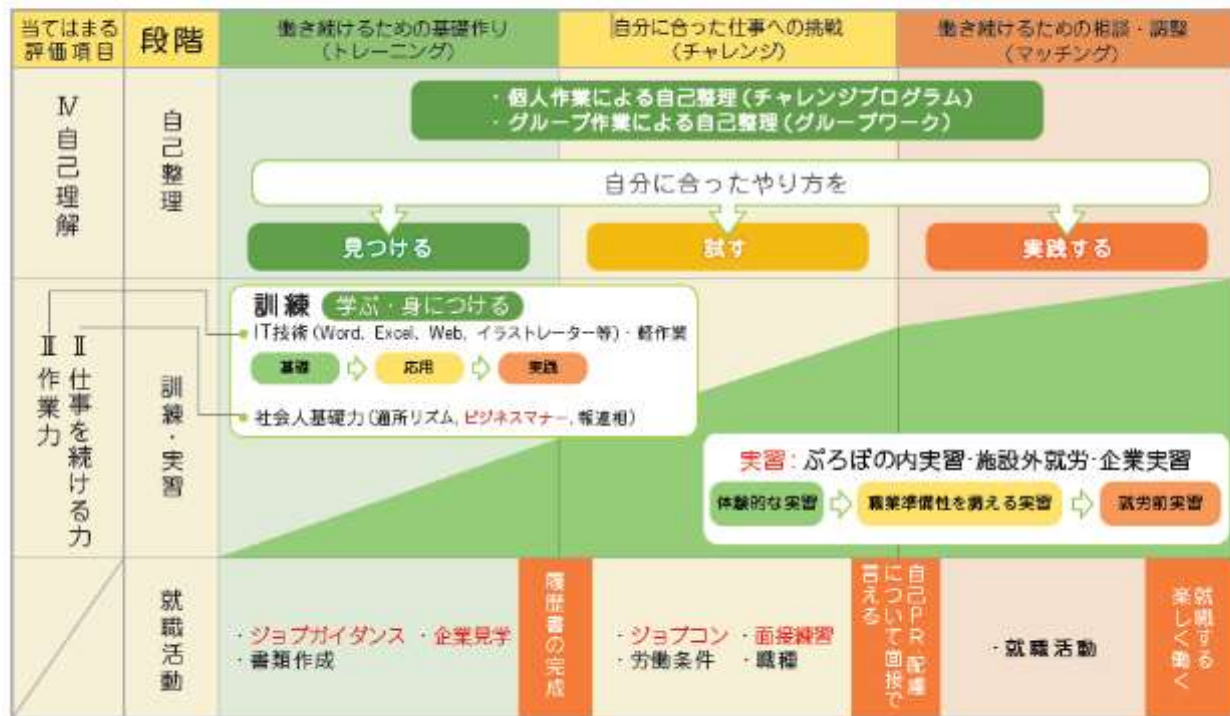 当てはまる
評価項目
段階
働き続けるための基礎作り
(トレーニング)
自分に合った仕事への挑戦
(チャレンジ)
働き続けるための相談・調整
(マッチング)
Ⅳ自己理解
自己整理
・個人作業による自己整理(チャレンジプログラム)
・グループ作業による自己整理(グループワーク)
自分に合ったやり方を
見つける
試す
実践する
Ⅱ仕事を続ける力
Ⅱ作業力
訓練・実習
訓練 学ぶ・身につける
IT技術(Word、Excel、Web、イラストレーター等)・軽作業
基礎
応用
実践
社会人基礎力(通所リズム,ビジネスマナー,報連相)
実習:ぷろぼの内実習・施設外就労・企業実習
体験的な実習
職業準備性を備える実習
就労前実習
就職活動
・ジョブガイダンス ・企業見学
・書類作成
履歴書の完成
・ジョブコン ・面接練習
・労働条件 ・職種
自己PR、配慮
について面接で
言える
・就職活動
就職する
楽しく働く